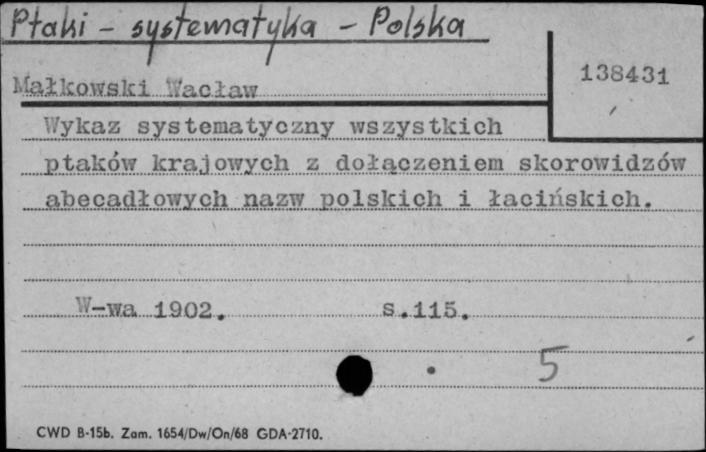 Ptaki - systematyka - Polska
138431
Małkowski Wacław
Wykaz systematyczny wszystkich
ptaków krajowych z dołączeniem skorowidzów
abecadłowych nazw polskich i łacińskich.
W-wa 1902. s.115.
5
CWD B-15b. Zam. 1654/Dw/On/68 GDA-2710.